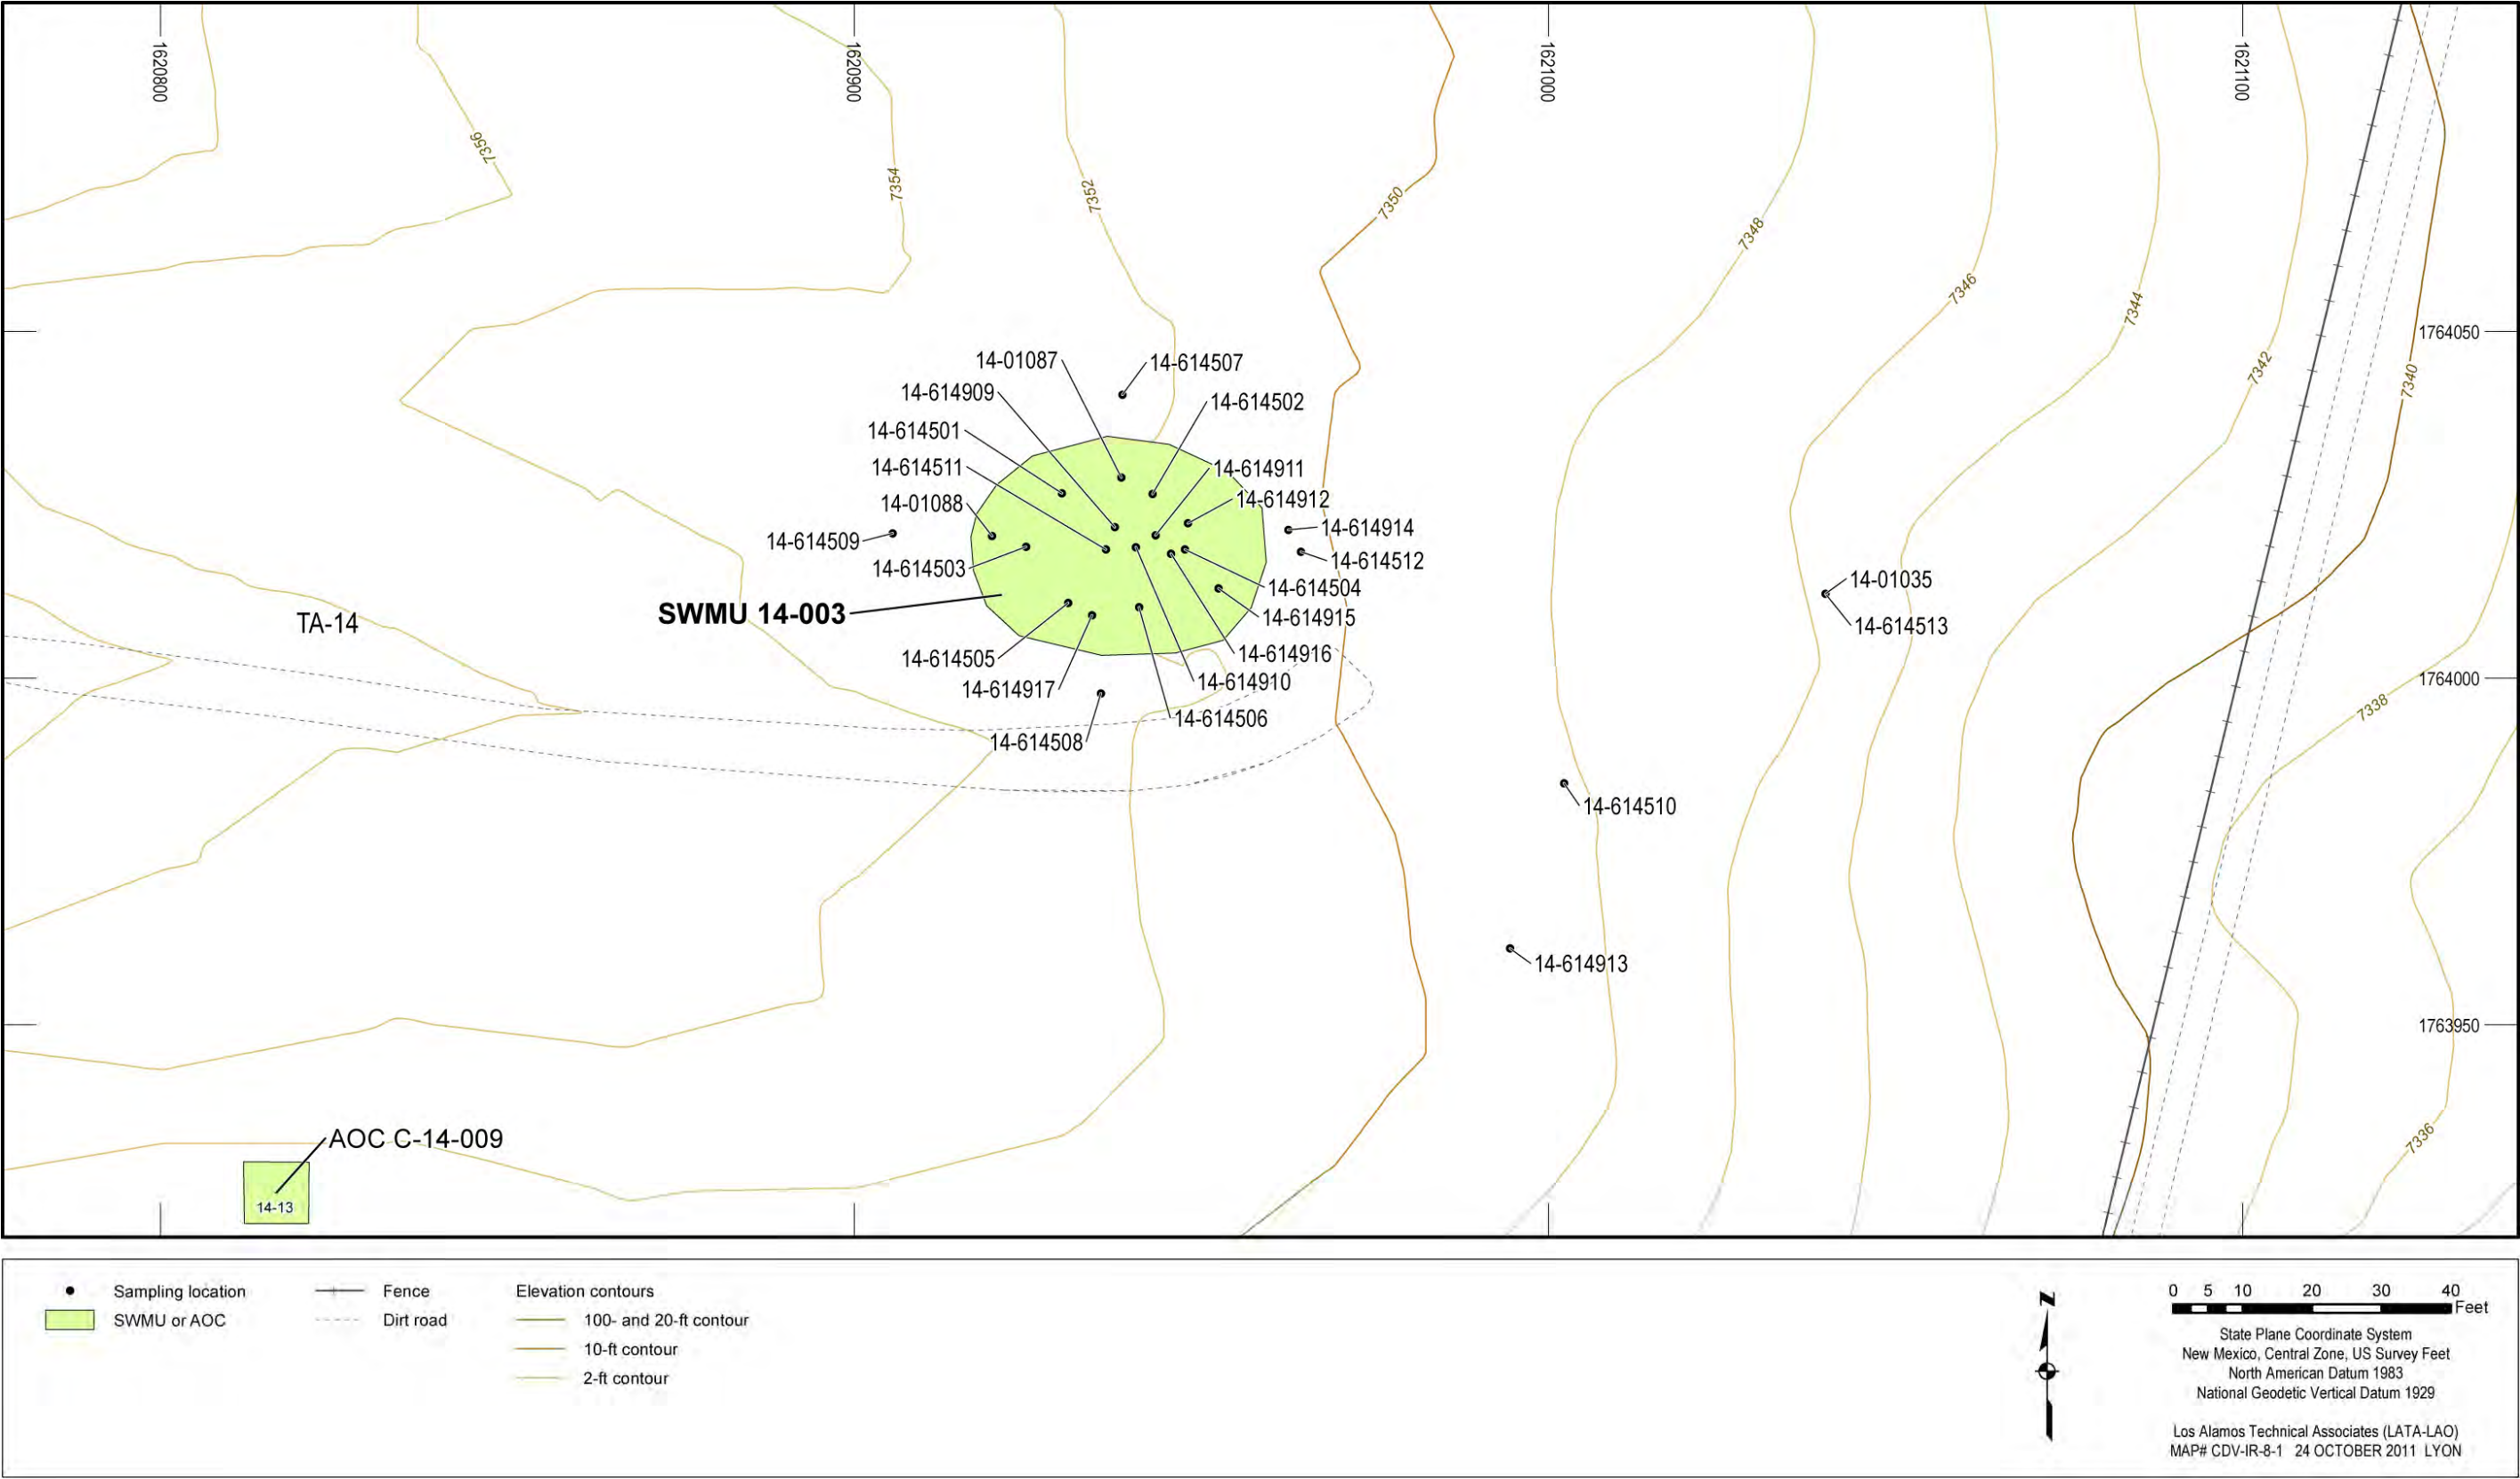 1620800
1620900
1621000
1621100
7356
7354
7352
7350
7348
7346
7344
7342
7340
1764050
14-01087
14-614507
14-614909
14-614502
14-614501
14-614511
14-614911
14-01088
14-614912
14-614509
14-614914
14-614503
14-614512
14-01035
14-614504
SWMU 14-003
14-614915
TA-14
14-614513
14-614505
14-614916
14-614917
14-614910
1764000
14-614506
7338
14-614508
14-614510
14-614913
1763950
7336
AOC C-14-009
14-13
Sampling location
SWMU or AOC
Fence
Dirt road
Elevation contours
100- and 20-ft contour
10-ft contour
2-ft contour
N
0 5 10 20 30 40
Feet
State Plane Coordinate System
New Mexico, Central Zone, US Survey Feet
North American Datum 1983
National Geodetic Vertical Datum 1929
Los Alamos Technical Associates (LATA-LAO)
MAP# CDV-IR-8-1 24 OCTOBER 2011 LYON